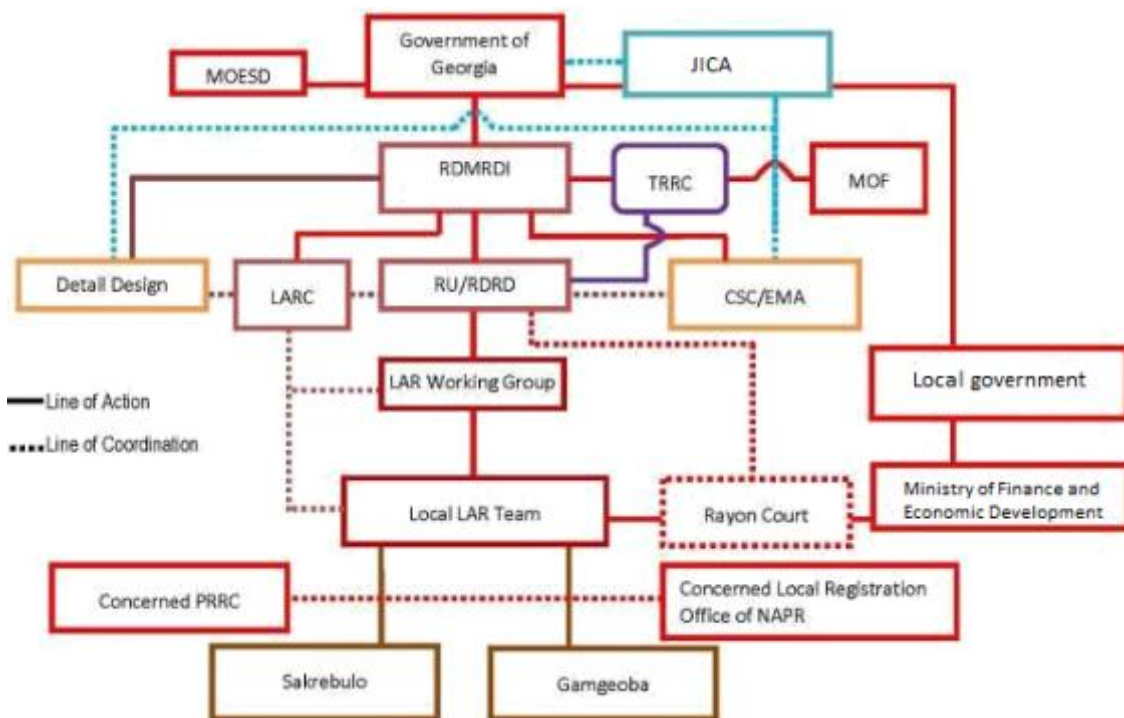 Government of
Georgia
JICA
MOESD
RDMRDI
TRRC
MOF
Detail Design
LARC
RU/RDRD
CSC/EMA
LAR Working Group
Local government
Line of Action
Line of Coordination
Local LAR Team
Rayon Court
Ministry of Finance and
Economic Development
Concerned PRRC
Concerned Local Registration
Office of NAPR
Sakrebulo
Gamgeoba